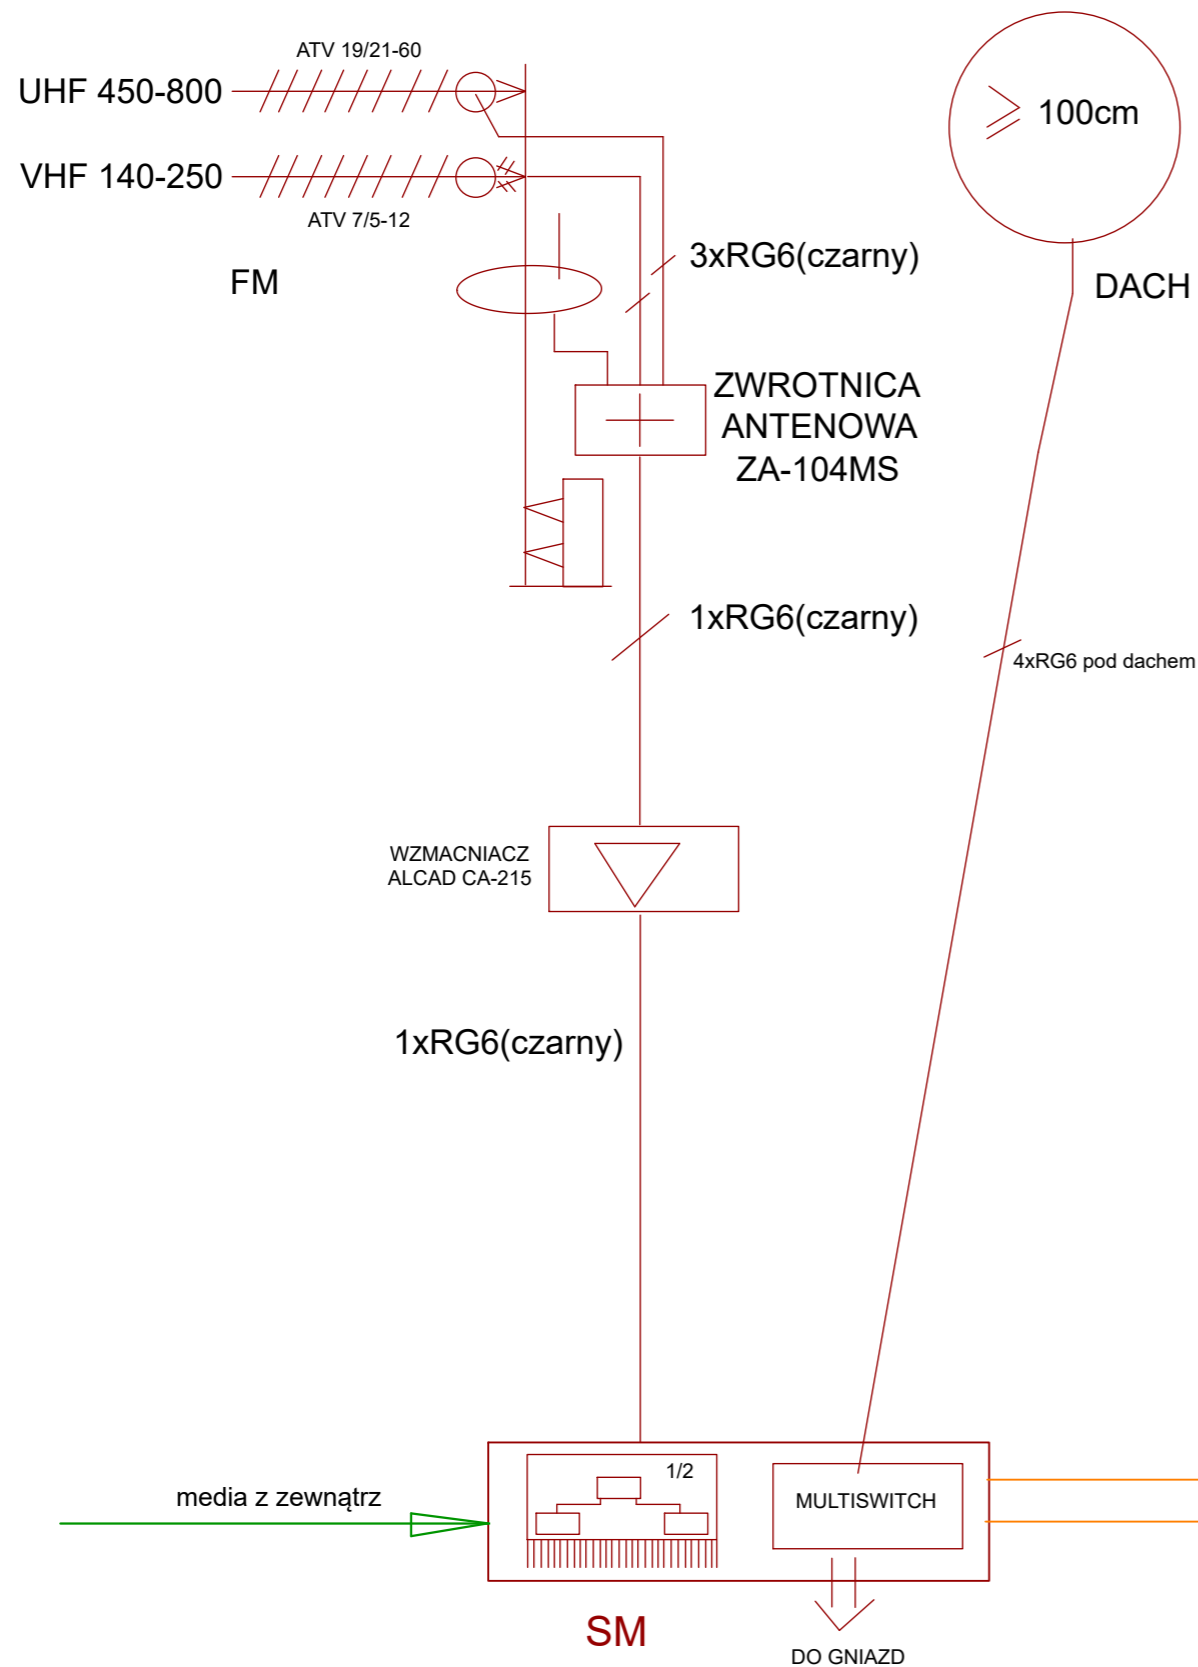 ATV 19/21-60
UHF 450-800
100cm
VHF 140-250
ATV 7/5-12
3xRG6(czarny)
FM
DACH
ZWROTNICA
ANTENOWA
ZA-104MS
1xRG6(czarny)
4xRG6 pod dachem
WZMACNIACZ
ALCAD CA-215
1xRG6(czarny)
1/2
media z zewnątrz
MULTISWITCH
SM
DO GNIAZD